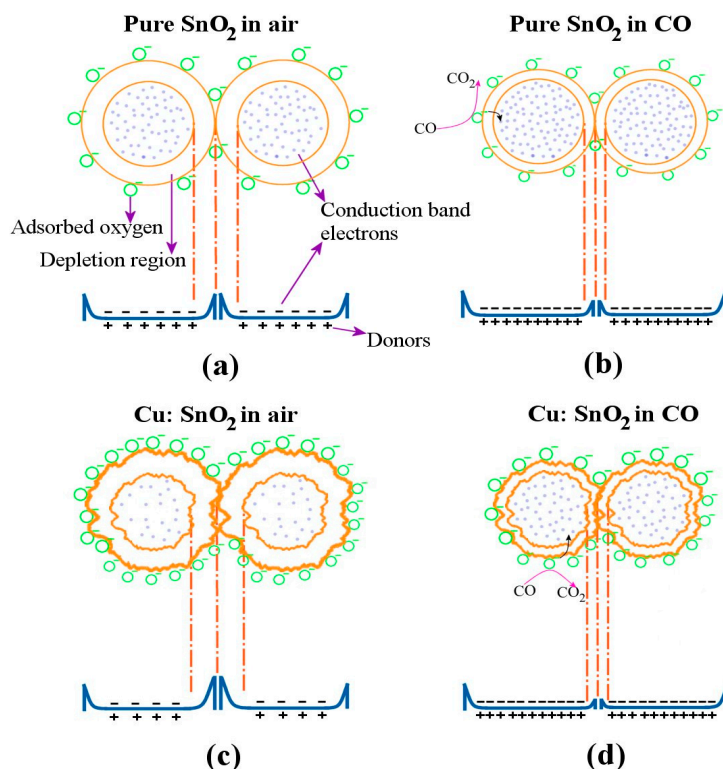 Pure SnO2 in air
Pure SnO2 in CO
CO2
CO
Adsorbed oxygen
Depletion region
Conduction band
electrons
Donors
(a)
(b)
Cu: SnO2 in air
Cu: SnO2 in CO
CO
CO2
(c)
(d)